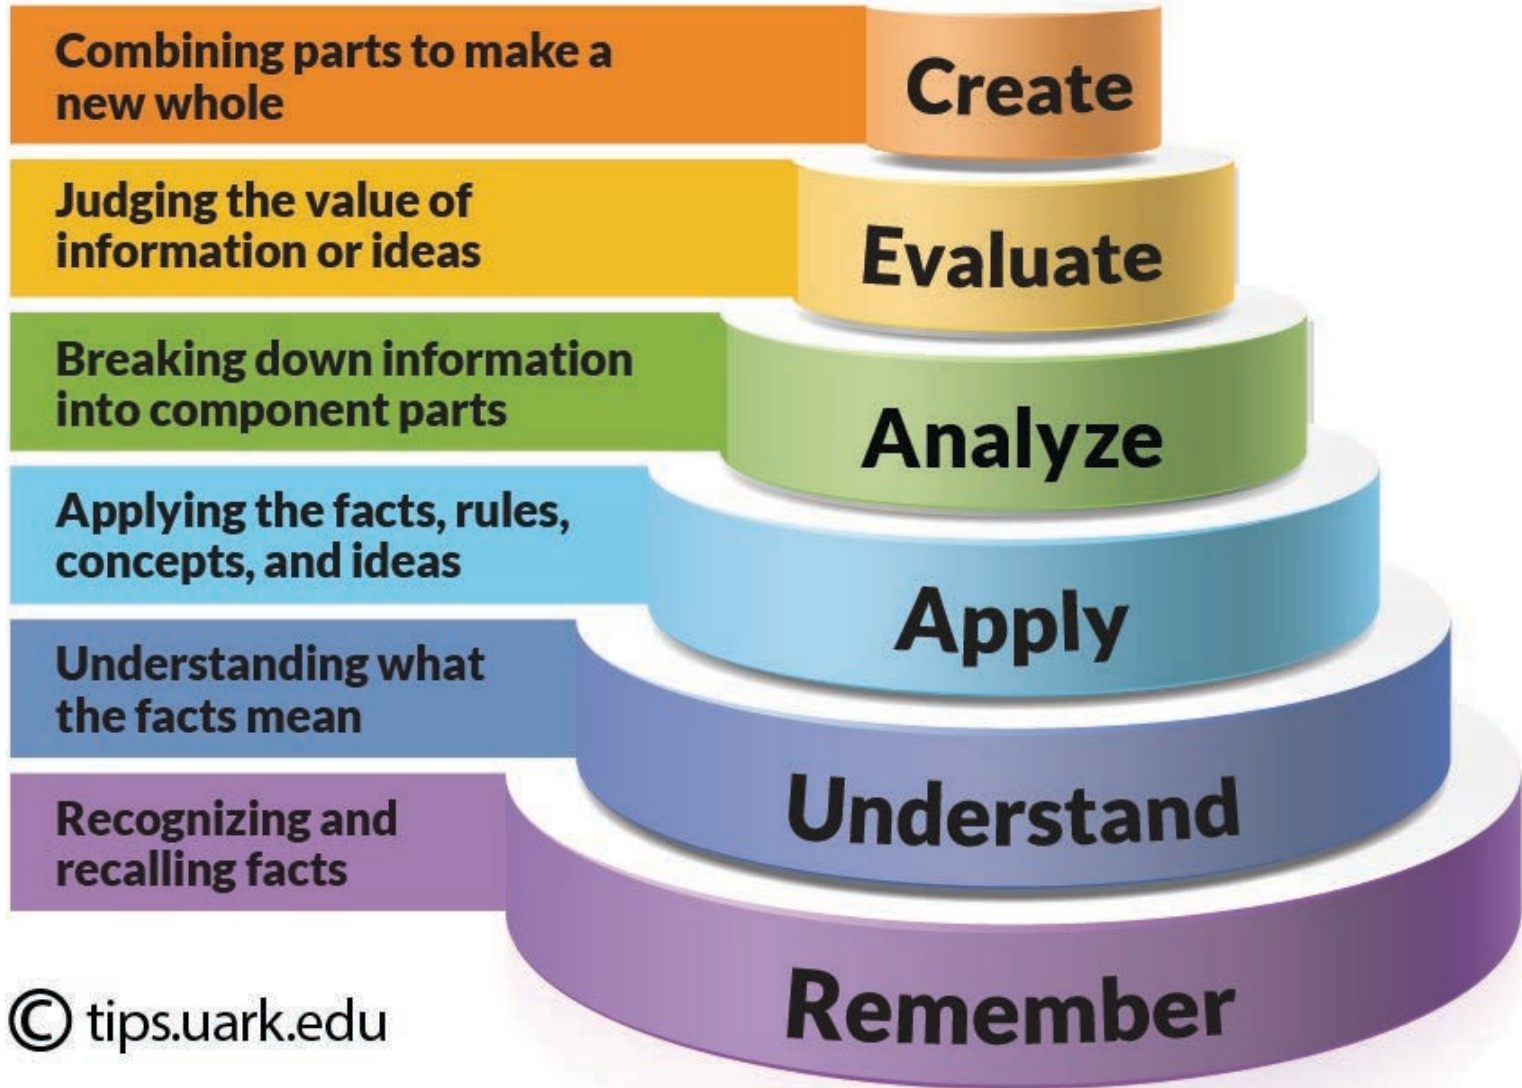 Combining parts to make a
new whole
Create
Judging the value of
information or ideas
Evaluate
Breaking down information
into component parts
Analyze
Applying the facts, rules,
concepts, and ideas
Apply
Understanding what
the facts mean
Understand
Recognizing and
recalling facts
Remember
© tips.uark.edu